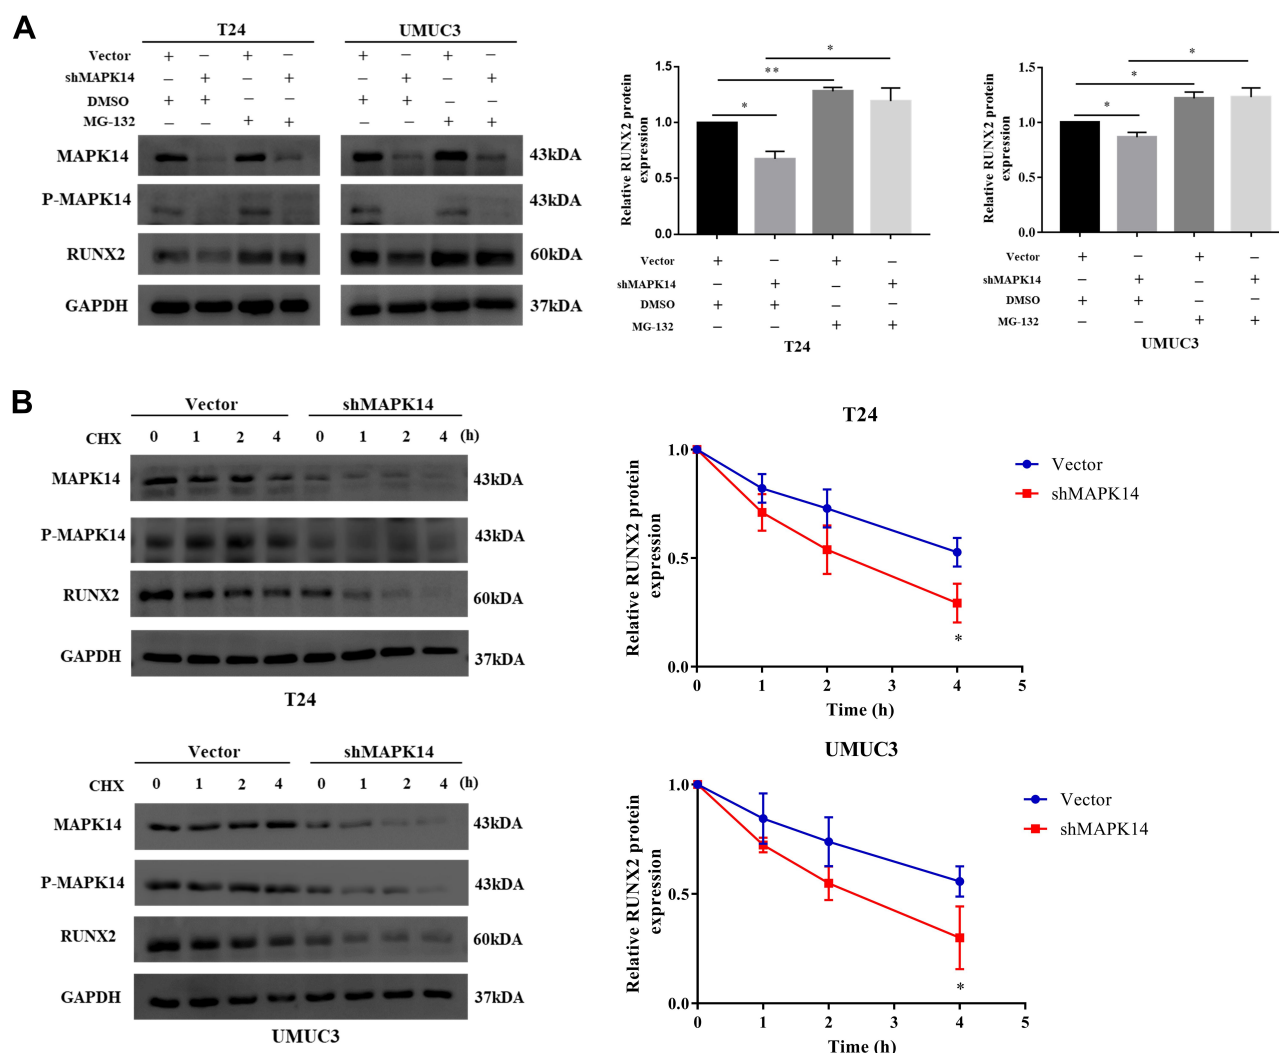 A
T24 UMUC3
Vector + − + − + − + −
shMAPK14 − + − + − + − +
DMSO + + − − + + − −
MG-132 − − + + − − + +
MAPK14 43kDA
P-MAPK14 43kDA
RUNX2 60kDA
GAPDH 37kDA
Relative RUNX2 protein
expression
1.5
1.0
0.5
0.0
*
**
*
Vector + − + −
shMAPK14 − + − +
DMSO + + − −
MG-132 − − + +
T24
Relative RUNX2 protein
expression
1.5
1.0
0.5
0.0
*
*
*
Vector + − + −
shMAPK14 − + − +
DMSO + + − −
MG-132 − − + +
UMUC3
B
Vector shMAPK14
CHX 0 1 2 4 0 1 2 4 (h)
MAPK14 43kDA
P-MAPK14 43kDA
RUNX2 60kDA
GAPDH 37kDA
T24
T24
Relative RUNX2 protein
expression
1.0
0.5
0.0
0 1 2 3 4 5
Time (h)
*
Vector
shMAPK14
Vector shMAPK14
CHX 0 1 2 4 0 1 2 4 (h)
MAPK14 43kDA
P-MAPK14 43kDA
RUNX2 60kDA
GAPDH 37kDA
UMUC3
UMUC3
Relative RUNX2 protein
expression
1.0
0.5
0.0
0 1 2 3 4 5
Time (h)
*
Vector
shMAPK14